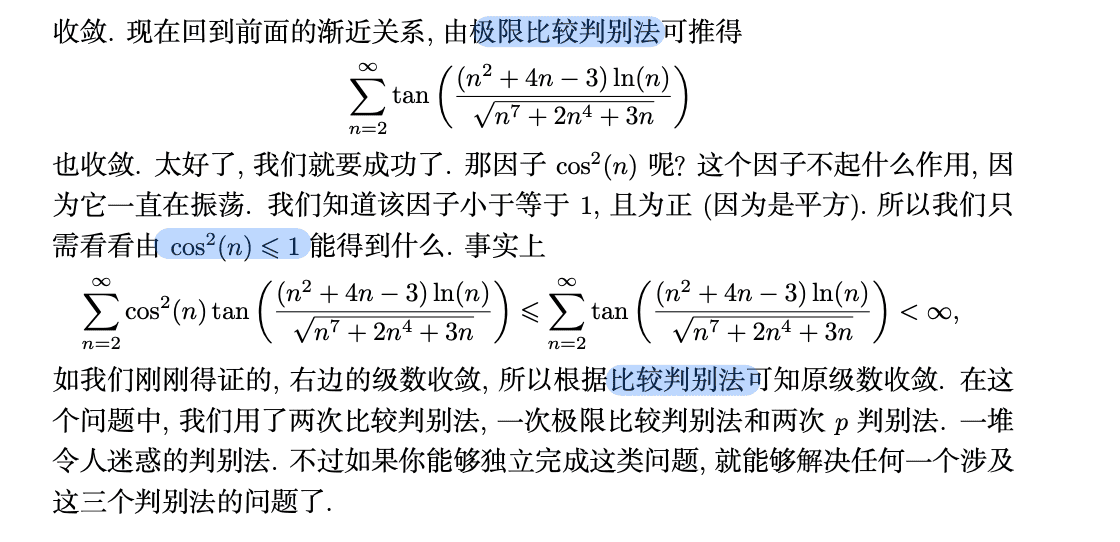 收敛. 现在回到前面的渐近关系, 由极限比较判别法可推得
$$\sum_{n=2}^{\infty} \tan\left(\frac{(n^2+4n-3)\ln(n)}{\sqrt{n^7+2n^4+3n}}\right)$$
也收敛. 太好了, 我们就要成功了. 那因子 $\cos^2(n)$ 呢? 这个因子不起什么作用, 因
为它一直在振荡. 我们知道该因子小于等于 1, 且为正 (因为是平方). 所以我们只
需看看由 $\cos^2(n) \leqslant 1$ 能得到什么. 事实上
$$\sum_{n=2}^{\infty} \cos^2(n)\tan\left(\frac{(n^2+4n-3)\ln(n)}{\sqrt{n^7+2n^4+3n}}\right) \leqslant \sum_{n=2}^{\infty} \tan\left(\frac{(n^2+4n-3)\ln(n)}{\sqrt{n^7+2n^4+3n}}\right) < \infty,$$
如我们刚刚得证的, 右边的级数收敛, 所以根据比较判别法可知原级数收敛. 在这
个问题中, 我们用了两次比较判别法, 一次极限比较判别法和两次 $p$ 判别法. 一堆
令人迷惑的判别法. 不过如果你能够独立完成这类问题, 就能够解决任何一个涉及
这三个判别法的问题了.